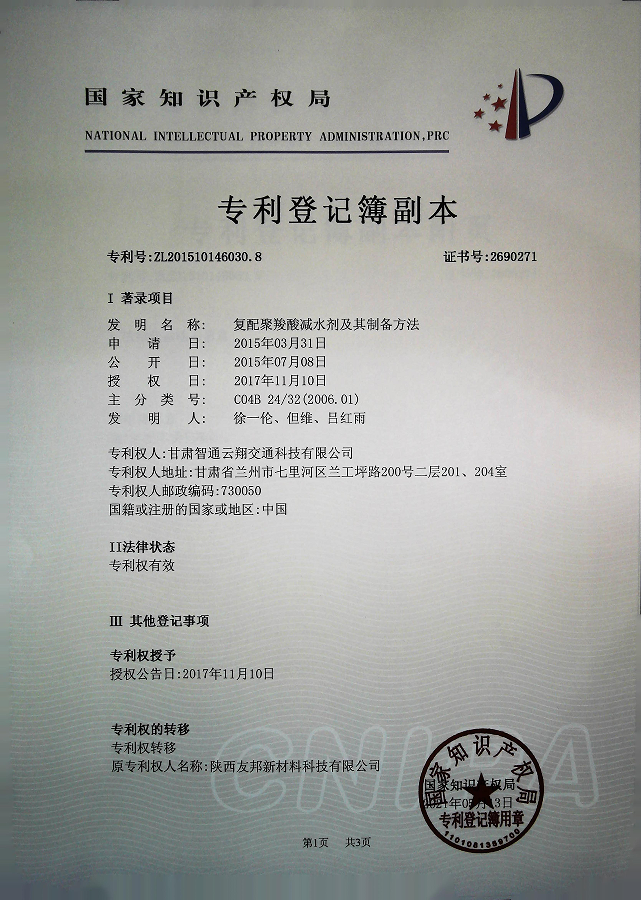 国家知识产权局
NATIONAL INTELLECTUAL PROPERTY ADMINISTRATION,PRC
专利登记簿副本
专利号:ZL201510146030.8 证书号:2690271
I 著录项目
发明名称: 复配聚羧酸减水剂及其制备方法
申请日: 2015年03月31日
公开日: 2015年07月08日
授权日: 2017年11月10日
主分类号: C04B 24/32(2006.01)
发明人: 徐一伦、但维、吕红雨
专利权人:甘肃智通云翔交通科技有限公司
专利权人地址:甘肃省兰州市七里河区兰工坪路200号二层201、204室
专利权人邮政编码:730050
国籍或注册的国家或地区:中国
II法律状态
专利权有效
III 其他登记事项
专利权授予
授权公告日:2017年11月10日
专利权的转移
专利权转移
原专利权人名称:陕西友邦新材料科技有限公司
CNIPA
国家知识产权局
国家知识产权局
专利登记簿用章
1101081359700
第1页 共3页